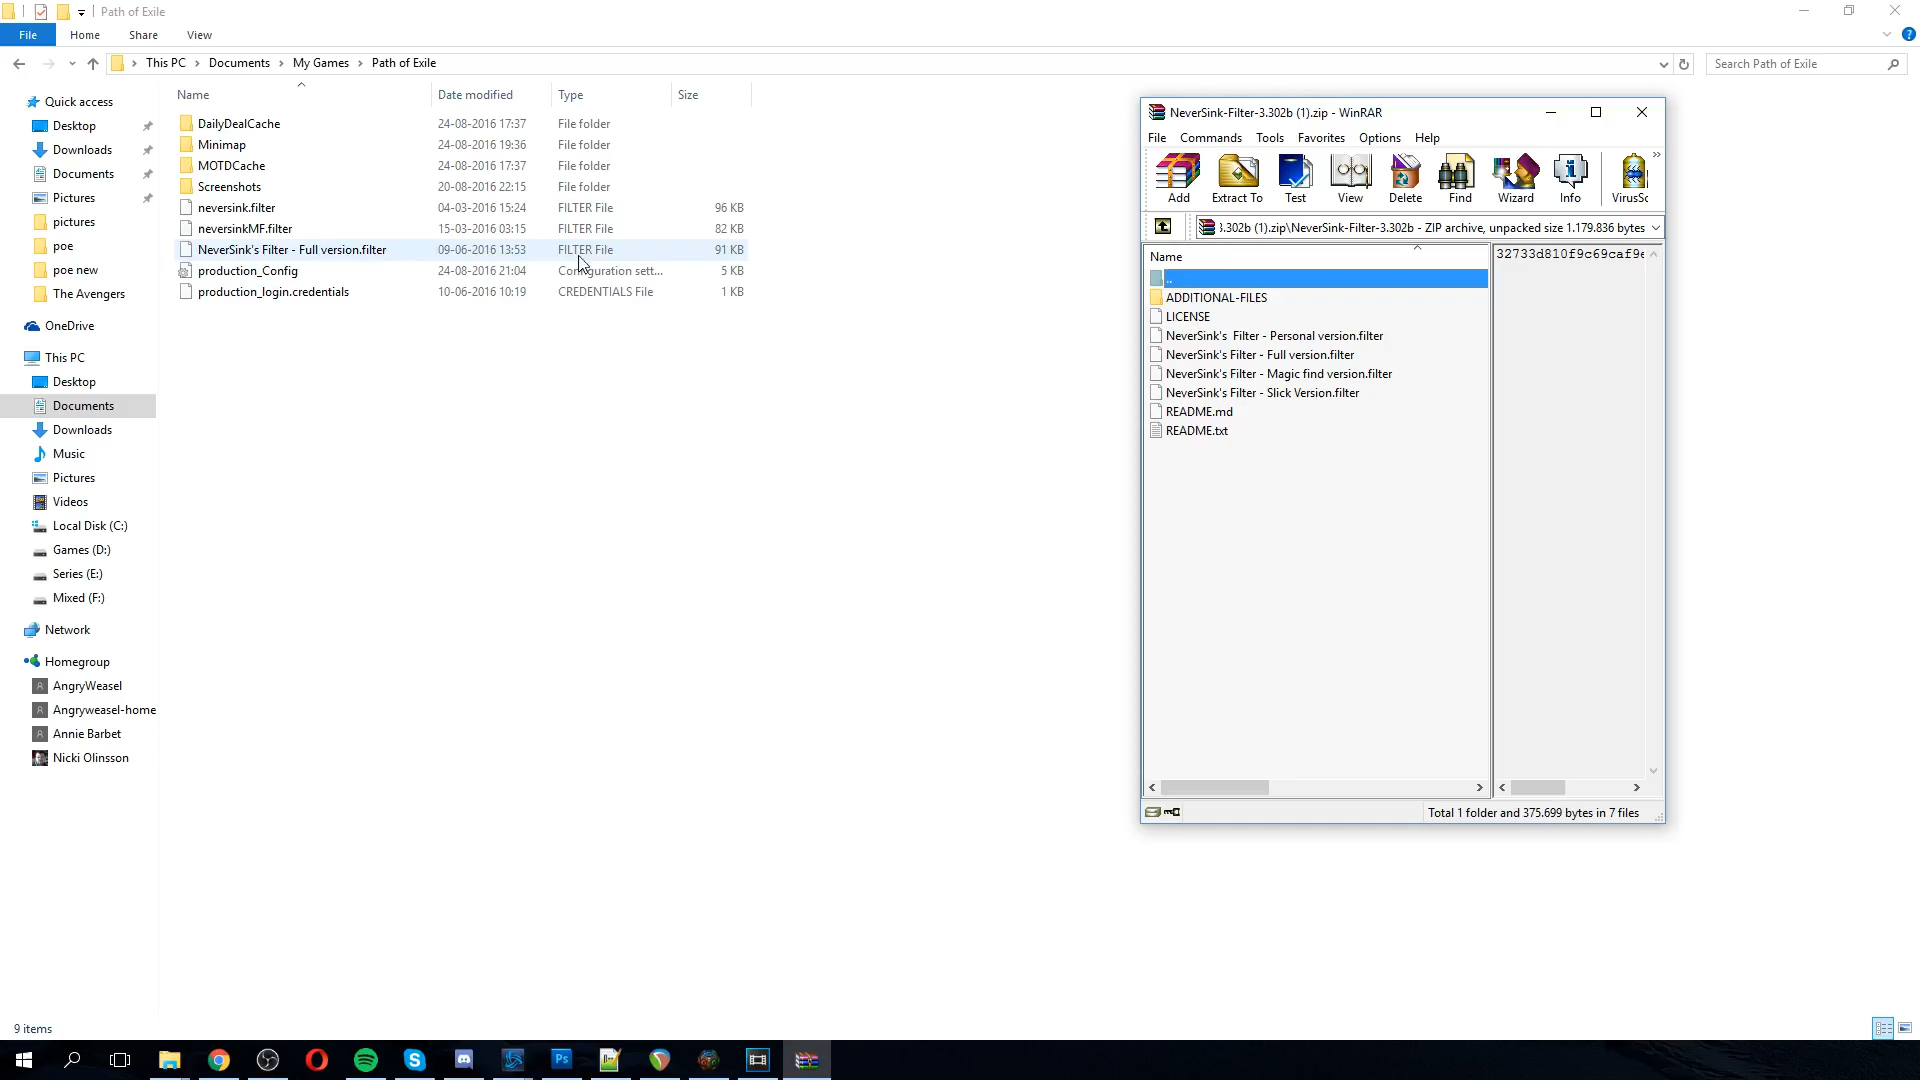 Path of Exile
File Home Share View
This PC Documents My Games Path of Exile
Search Path of Exile
Quick access
Desktop
Downloads
Documents
Pictures
pictures
poe
poe new
The Avengers
OneDrive
This PC
Desktop
Documents
Downloads
Music
Pictures
Videos
Local Disk (C:)
Games (D:)
Series (E:)
Mixed (F:)
Network
Homegroup
AngryWeasel
Angryweasel-home
Annie Barbet
Nicki Olinsson
Name Date modified Type Size
DailyDealCache 24-08-2016 17:37 File folder
Minimap 24-08-2016 19:36 File folder
MOTDCache 24-08-2016 17:37 File folder
Screenshots 20-08-2016 22:15 File folder
neversink.filter 04-03-2016 15:24 FILTER File 96 KB
neversinkMF.filter 15-03-2016 03:15 FILTER File 82 KB
NeverSink's Filter - Full version.filter 09-06-2016 13:53 FILTER File 91 KB
production_Config 24-08-2016 21:04 Configuration sett... 5 KB
production_login.credentials 10-06-2016 10:19 CREDENTIALS File 1 KB
9 items
NeverSink-Filter-3.302b (1).zip - WinRAR
File Commands Tools Favorites Options Help
Add Extract To Test View Delete Find Wizard Info VirusSc
3.302b (1).zip\NeverSink-Filter-3.302b - ZIP archive, unpacked size 1.179.836 bytes
Name
..
ADDITIONAL-FILES
LICENSE
NeverSink's  Filter - Personal version.filter
NeverSink's Filter - Full version.filter
NeverSink's Filter - Magic find version.filter
NeverSink's Filter - Slick Version.filter
README.md
README.txt
32733d810f9c69caf9e
Total 1 folder and 375.699 bytes in 7 files
Ps